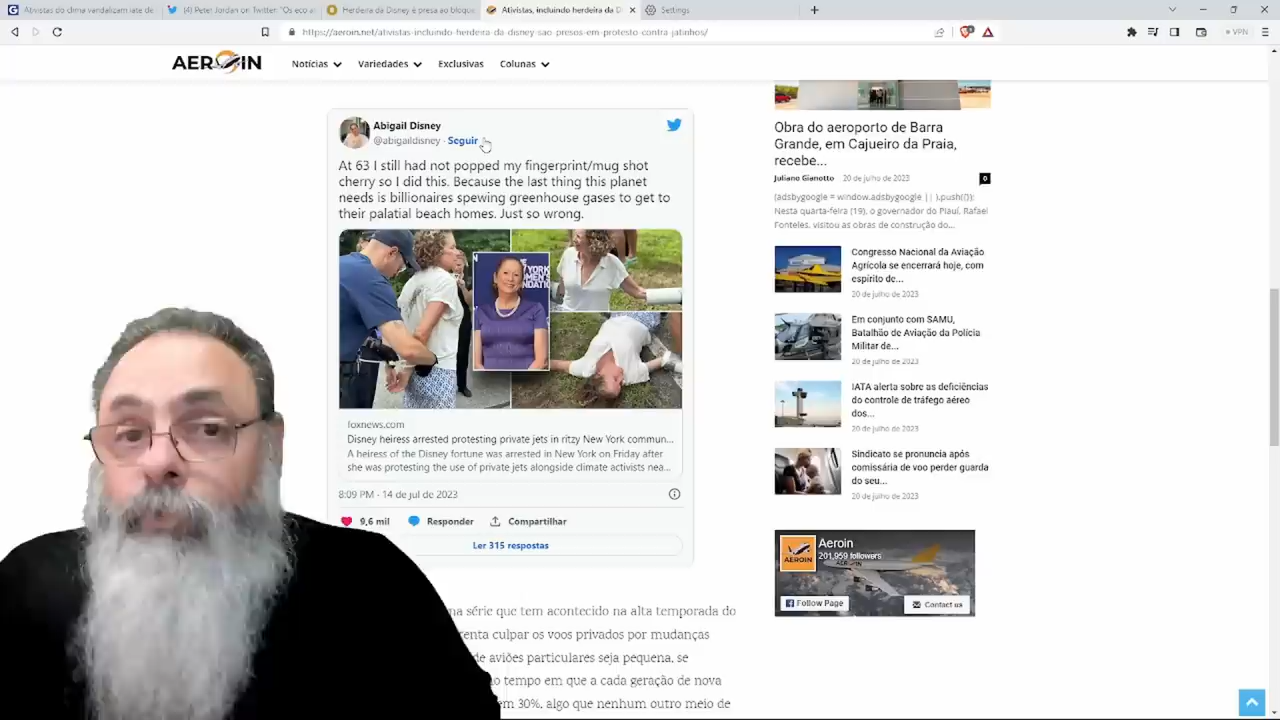 Ativistas do clima vandalizam iate de
(4) Peter Jordan on Twitter: "Os eco a
Herdeira da Disney é presa ao bloque
Ativistas, incluindo herdeira da D
Settings
https://aeroin.net/ativistas-incluindo-herdeira-da-disney-sao-presos-em-protesto-contra-jatinhos/
VPN
AEROIN
Notícias
Variedades
Exclusivas
Colunas
Abigail Disney
@abigaildisney · Seguir
At 63 I still had not popped my fingerprint/mug shot
cherry so I did this. Because the last thing this planet
needs is billionaires spewing greenhouse gases to get to
their palatial beach homes. Just so wrong.
foxnews.com
Disney heiress arrested protesting private jets in ritzy New York commun...
A heiress of the Disney fortune was arrested in New York on Friday after
she was protesting the use of private jets alongside climate activists nea...
8:09 PM · 14 de jul de 2023
9,6 mil
Responder
Compartilhar
Ler 315 respostas
ma série que tem acontecido na alta temporada do
renta culpar os voos privados por mudanças
de aviões particulares seja pequena, se
o tempo em que a cada geração de nova
em 30%, algo que nenhum outro meio de
Obra do aeroporto de Barra
Grande, em Cajueiro da Praia,
recebe...
Juliano Gianotto
20 de julho de 2023
0
(adsbygoogle = window.adsbygoogle || ).push({});
Nesta quarta-feira (19), o governador do Piauí, Rafael
Fonteles, visitou as obras de construção do...
Congresso Nacional da Aviação
Agrícola se encerrará hoje, com
espírito de...
20 de julho de 2023
Em conjunto com SAMU,
Batalhão de Aviação da Polícia
Militar de...
20 de julho de 2023
IATA alerta sobre as deficiências
do controle de tráfego aéreo
dos...
20 de julho de 2023
Sindicato se pronuncia após
comissária de voo perder guarda
do seu...
20 de julho de 2023
AEROIN
Aeroin
201,959 followers
Follow Page
Contact us